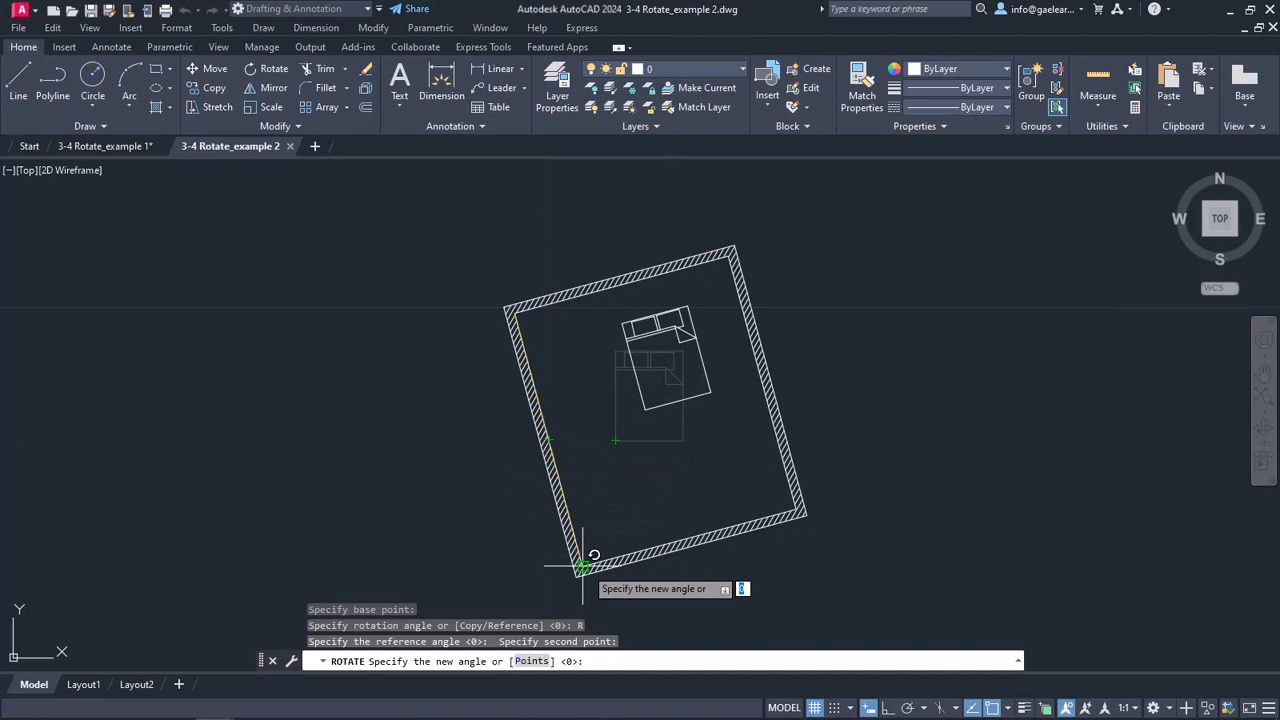 Drafting & Annotation
Share
Autodesk AutoCAD 2024
3-4 Rotate_example 2.dwg
Type a keyword or phrase
info@gaelear...
File
Edit
View
Insert
Format
Tools
Draw
Dimension
Modify
Parametric
Window
Help
Express
Home
Insert
Annotate
Parametric
View
Manage
Output
Add-ins
Collaborate
Express Tools
Featured Apps
Line
Polyline
Circle
Arc
Draw
Move
Copy
Stretch
Rotate
Mirror
Scale
Trim
Fillet
Array
Modify
Text
Dimension
Linear
Leader
Table
Annotation
Layer
Properties
0
Make Current
Match Layer
Layers
Insert
Create
Edit
Block
Match
Properties
ByLayer
ByLayer
ByLayer
Properties
Group
Groups
Measure
Utilities
Paste
Clipboard
Base
View
Start
3-4 Rotate_example 1*
3-4 Rotate_example 2
[−][Top][2D Wireframe]
N
W
TOP
E
S
WCS
Specify the new angle or
0
Specify base point:
Specify rotation angle or [Copy/Reference] <0>: R
Specify the reference angle <0>: Specify second point:
ROTATE Specify the new angle or [Points] <0>:
Y
X
Model
Layout1
Layout2
MODEL
1:1